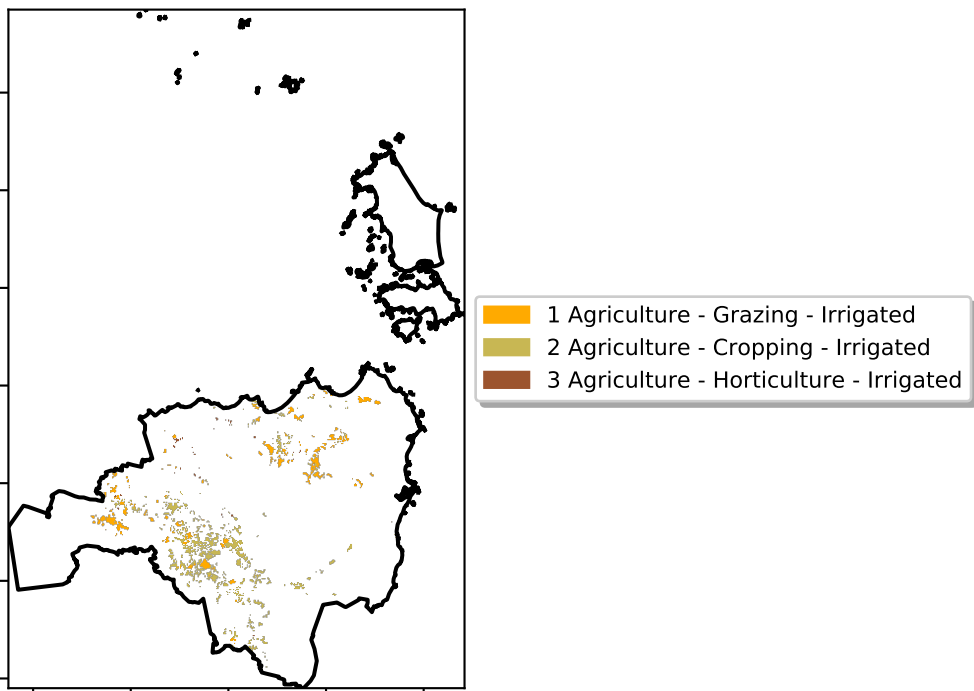 1 Agriculture - Grazing - Irrigated
2 Agriculture - Cropping - Irrigated
3 Agriculture - Horticulture - Irrigated